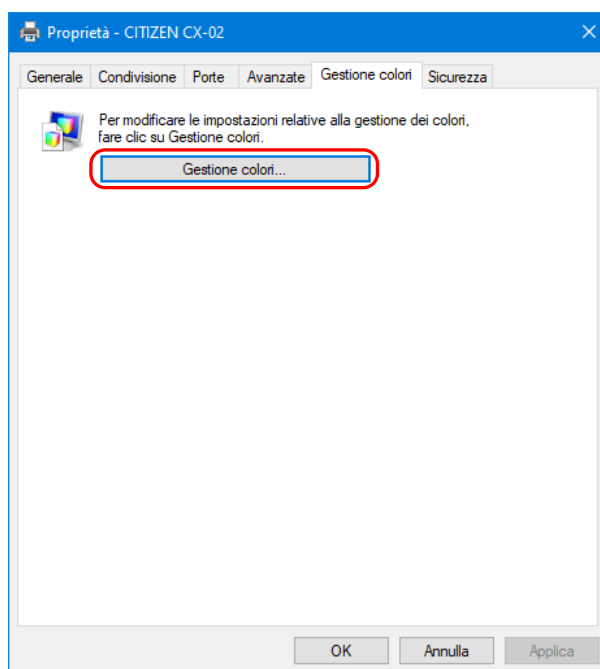 Proprietà - CITIZEN CX-02
Generale Condivisione Porte Avanzate Gestione colori Sicurezza
Per modificare le impostazioni relative alla gestione dei colori,
fare clic su Gestione colori.
Gestione colori...
OK Annulla Applica